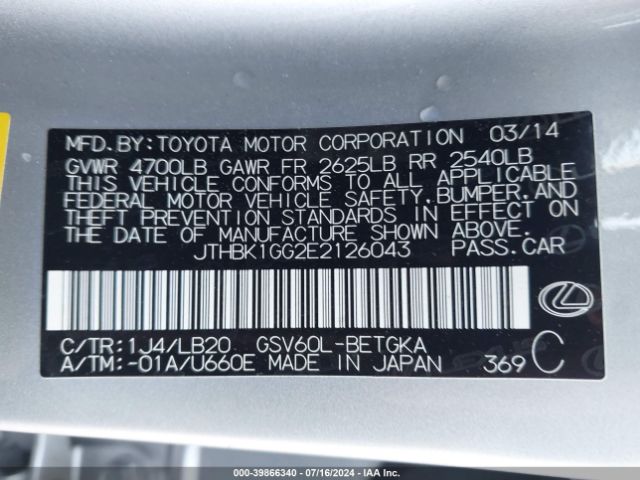 MFD.BY:TOYOTA MOTOR CORPORATION 03/14
GVWR 4700LB GAWR FR 2625LB RR 2540LB
THIS VEHICLE CONFORMS TO ALL APPLICABLE
FEDERAL MOTOR VEHICLE SAFETY,BUMPER,AND
THEFT PREVENTION STANDARDS IN EFFECT ON
THE DATE OF MANUFACTURE SHOWN ABOVE.
JTHBK1GG2E2126043 PASS.CAR
C/TR:1J4/LB20 GSV60L-BETGKA
A/TM:-01A/U660E MADE IN JAPAN 369 C
000-39866340 - 07/16/2024 - IAA Inc.